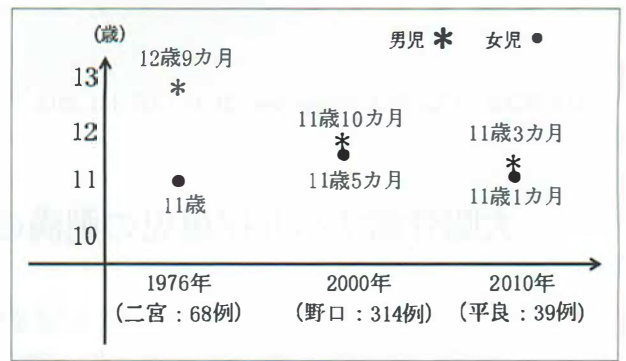 (歳)
男児 * 女児 ●
13
12歳9カ月
12
11歳10カ月
11歳3カ月
11
11歳
11歳5カ月
11歳1カ月
10
1976年
2000年
2010年
(二宮:68例)
(野口:314例)
(平良:39例)